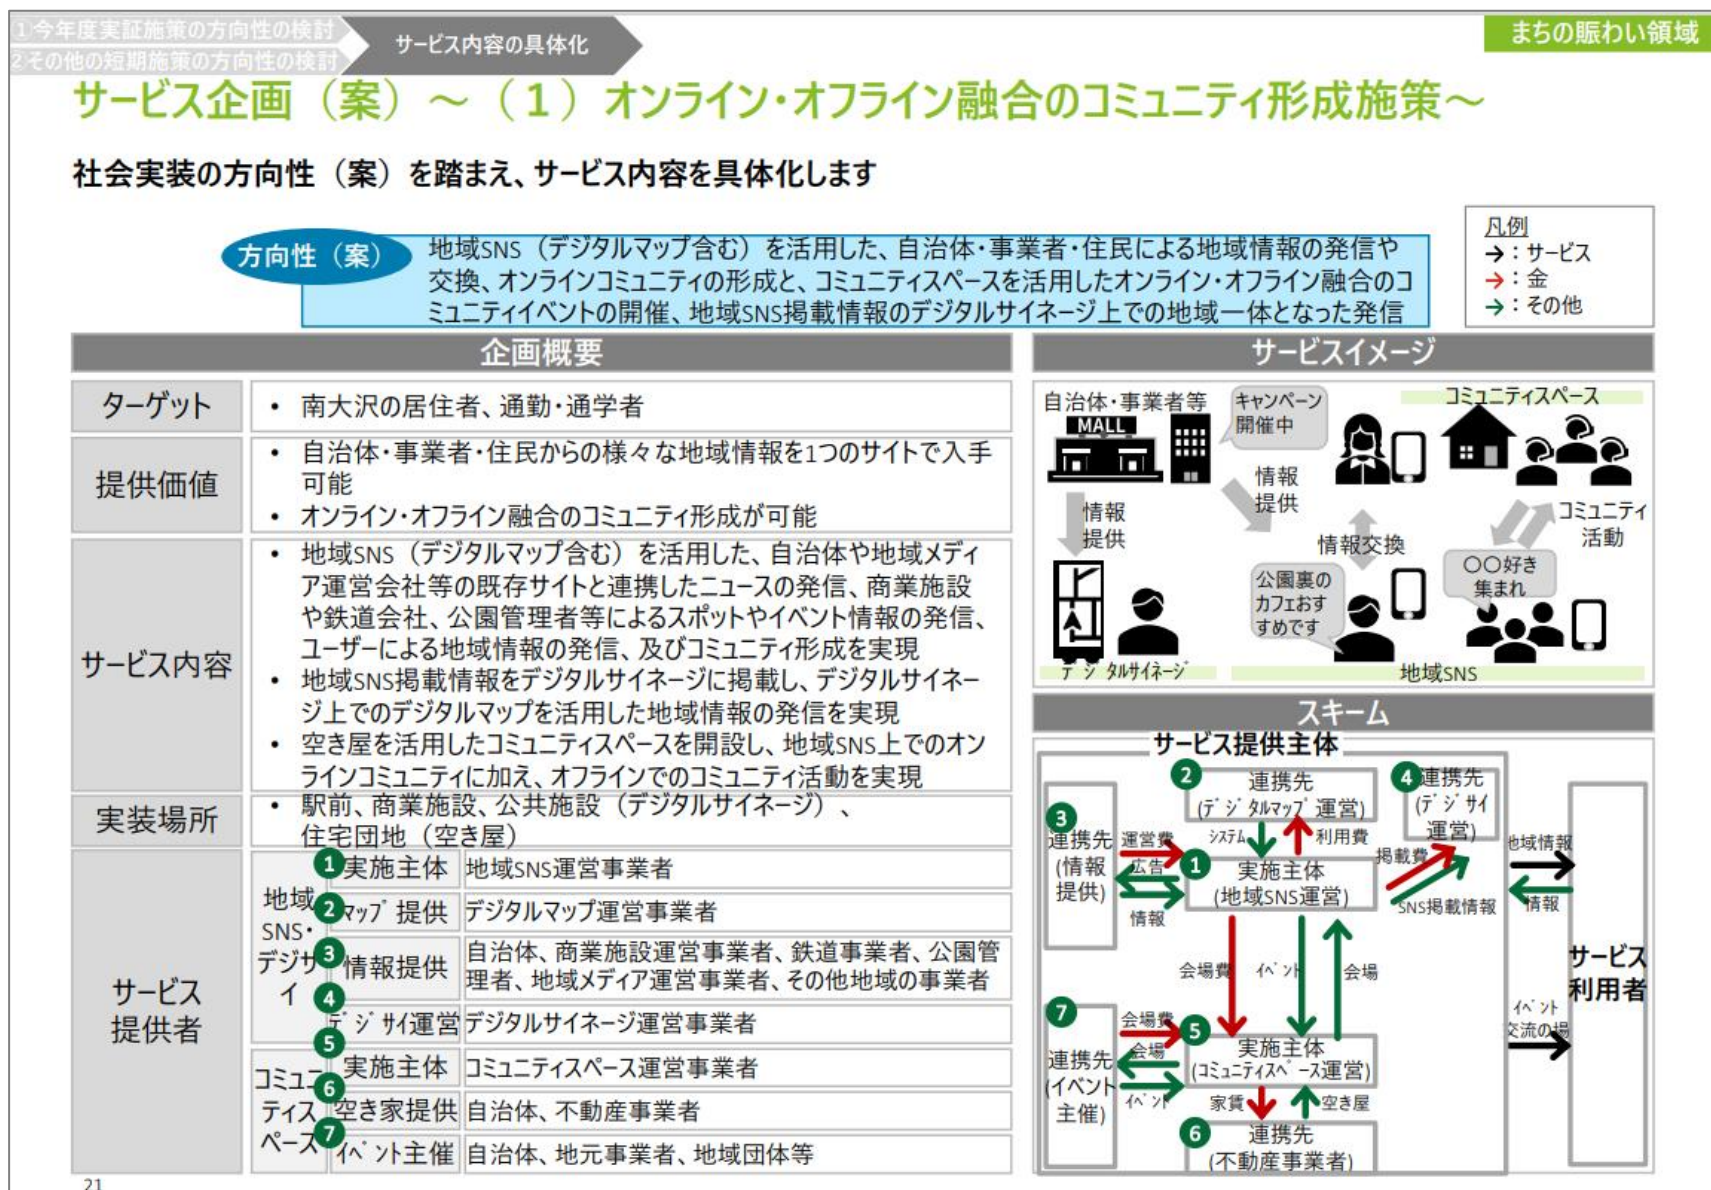 ①今年度実証施策の方向性の検討
②その他の短期施策の方向性の検討
サービス内容の具体化
まちの賑わい領域
サービス企画（案）～（１）オンライン・オフライン融合のコミュニティ形成施策～
社会実装の方向性（案）を踏まえ、サービス内容を具体化します
方向性（案）
地域SNS（デジタルマップ含む）を活用した、自治体・事業者・住民による地域情報の発信や
交換、オンラインコミュニティの形成と、コミュニティスペースを活用したオンライン・オフライン融合のコ
ミュニティイベントの開催、地域SNS掲載情報のデジタルサイネージ上での地域一体となった発信
凡例
→：サービス
→：金
→：その他
企画概要
ターゲット
• 南大沢の居住者、通勤・通学者
提供価値
• 自治体・事業者・住民からの様々な地域情報を1つのサイトで入手
可能
• オンライン・オフライン融合のコミュニティ形成が可能
サービス内容
• 地域SNS（デジタルマップ含む）を活用した、自治体や地域メディ
ア運営会社等の既存サイトと連携したニュースの発信、商業施設
や鉄道会社、公園管理者等によるスポットやイベント情報の発信、
ユーザーによる地域情報の発信、及びコミュニティ形成を実現
• 地域SNS掲載情報をデジタルサイネージに掲載し、デジタルサイネー
ジ上でのデジタルマップを活用した地域情報の発信を実現
• 空き屋を活用したコミュニティスペースを開設し、地域SNS上でのオン
ラインコミュニティに加え、オフラインでのコミュニティ活動を実現
実装場所
• 駅前、商業施設、公共施設（デジタルサイネージ）、
住宅団地（空き屋）
サービス
提供者
地域
SNS・
デジサ
イ
1 実施主体 地域SNS運営事業者
2 ﾏｯﾌﾟ提供 デジタルマップ運営事業者
3 情報提供 自治体、商業施設運営事業者、鉄道事業者、公園管
理者、地域メディア運営事業者、その他地域の事業者
4 ﾃﾞｼﾞｻｲ運営 デジタルサイネージ運営事業者
コミュニ
ティス
ペース
5 実施主体 コミュニティスペース運営事業者
6 空き家提供 自治体、不動産事業者
7 ｲﾍﾞﾝﾄ主催 自治体、地元事業者、地域団体等
サービスイメージ
自治体・事業者等
MALL
キャンペーン
開催中
コミュニティスペース
情報
提供
情報
提供
情報交換
コミュニティ
活動
公園裏の
カフェおす
すめです
〇〇好き
集まれ
ﾃﾞｼﾞﾀﾙｻｲﾈｰｼﾞ
地域SNS
スキーム
サービス提供主体
2 連携先
(ﾃﾞｼﾞﾀﾙﾏｯﾌﾟ運営)
4 連携先
(ﾃﾞｼﾞｻｲ
運営)
3
連携先
(情報
提供)
運営費
広告
情報
ｼｽﾃﾑ
利用費
1 実施主体
(地域SNS運営)
掲載費
SNS掲載情報
地域情報
情報
サービス
利用者
会場費
ｲﾍﾞﾝﾄ
会場
7
連携先
(イベント
主催)
会場費
会場
ｲﾍﾞﾝﾄ
5 実施主体
(ｺﾐｭﾆﾃｨｽﾍﾟｰｽ運営)
ｲﾍﾞﾝﾄ
交流の場
家賃
空き屋
6 連携先
(不動産事業者)
21